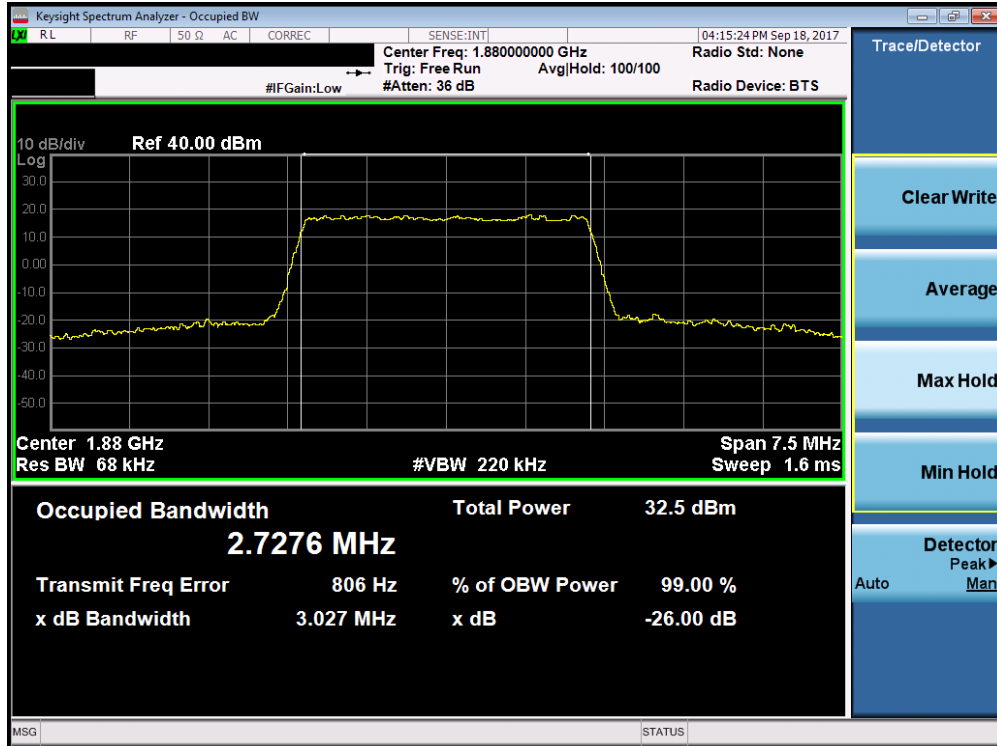 Keysight Spectrum Analyzer - Occupied BW
LXI RL RF 50 Ω AC CORREC SENSE:INT 04:15:24 PM Sep 18, 2017
Center Freq: 1.880000000 GHz Radio Std: None
Trig: Free Run Avg|Hold: 100/100
#IFGain:Low #Atten: 36 dB Radio Device: BTS
10 dB/div Ref 40.00 dBm
Log
30.0
20.0
10.0
0.00
-10.0
-20.0
-30.0
-40.0
-50.0
Center 1.88 GHz Span 7.5 MHz
Res BW 68 kHz #VBW 220 kHz Sweep 1.6 ms
Occupied Bandwidth Total Power 32.5 dBm
2.7276 MHz
Transmit Freq Error 806 Hz % of OBW Power 99.00 %
x dB Bandwidth 3.027 MHz x dB -26.00 dB
MSG STATUS
Trace/Detector
Clear Write
Average
Max Hold
Min Hold
Detector
Peak▶
Auto Man